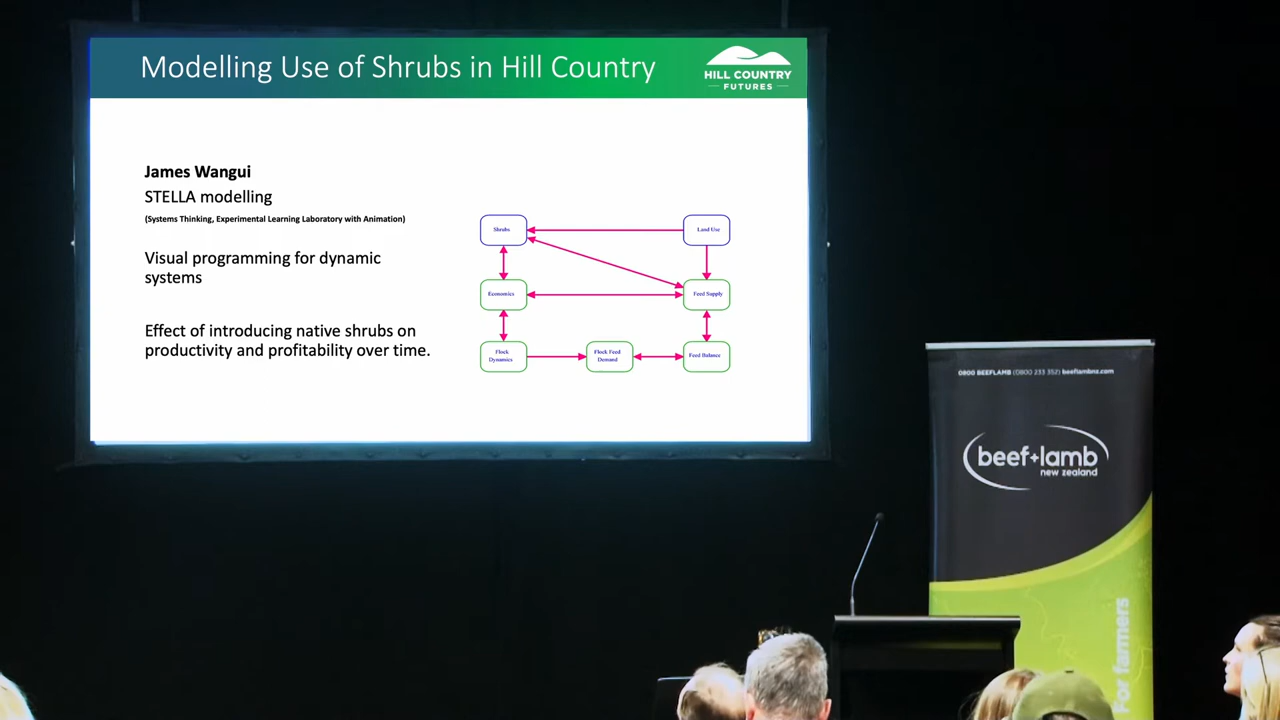 Modelling Use of Shrubs in Hill Country
HILL COUNTRY
FUTURES
James Wangui
STELLA modelling
(Systems Thinking, Experimental Learning Laboratory with Animation)
Visual programming for dynamic
systems
Effect of introducing native shrubs on
productivity and profitability over time.
Shrubs
Land Use
Economics
Feed Supply
Flock
Dynamics
Flock Feed
Demand
Feed Balance
0800 BEEFLAMB (0800 233 352) beeflambnz.com
beef+lamb
new zealand
For farmers